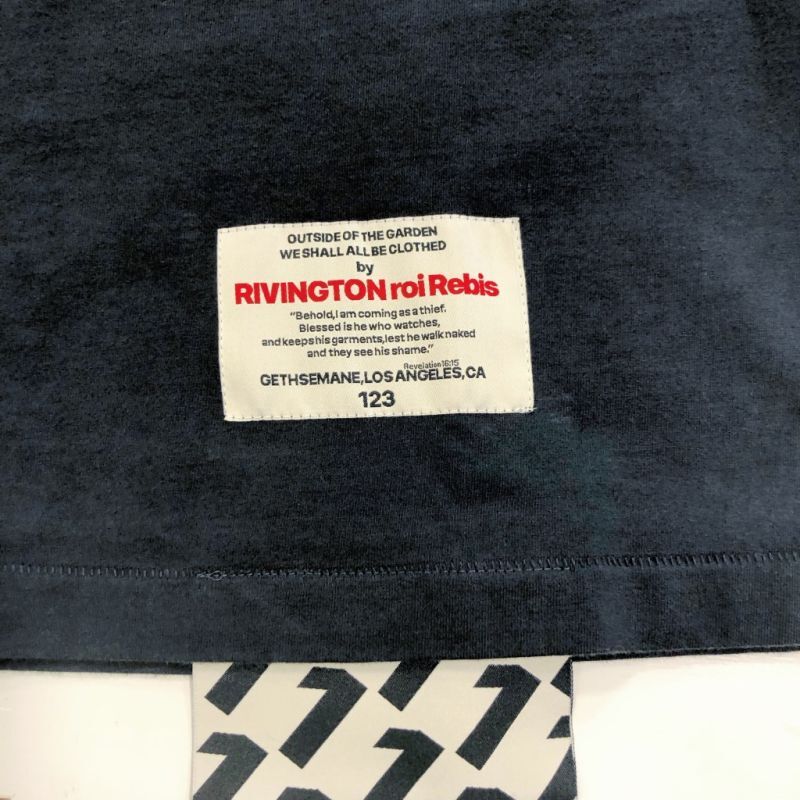 OUTSIDE OF THE GARDEN
WE SHALL ALL BE CLOTHED
by
RIVINGTON roi Rebis
"Behold, I am coming as a thief.
Blessed is he who watches,
and keeps his garments, lest he walk naked
and they see his shame."
Revelation 16:15
GETHSEMANE, LOS ANGELES, CA
123